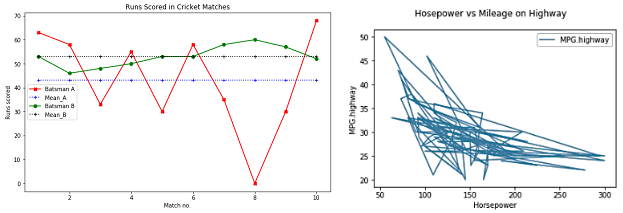 Runs Scored in Cricket Matches
70
60
50
40
30
20
10
0
Runs scored
Batsman A
Mean_A
Batsman B
Mean_B
2 4 6 8 10
Match no.
Hosepower vs Mileage on Highway
MPG.highway
50
45
40
35
30
25
20
MPG.highway
50 100 150 200 250 300
Horsepower